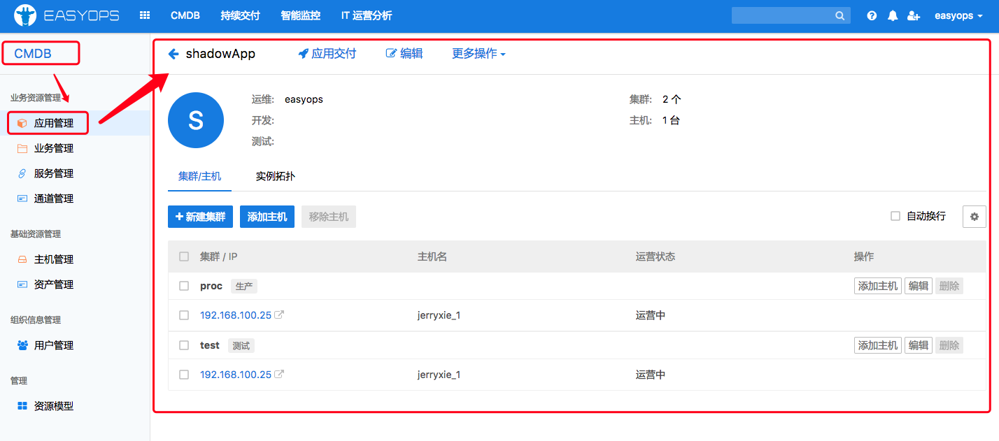 EASYOPS CMDB 持续交付 智能监控 IT 运营分析 easyops
CMDB
业务资源管理
应用管理
业务管理
服务管理
通道管理
基础资源管理
主机管理
资产管理
组织信息管理
用户管理
管理
资源模型
shadowApp 应用交付 编辑 更多操作
S
运维: easyops 集群: 2 个
开发: 主机: 1 台
测试:
集群/主机 实例拓扑
新建集群 添加主机 移除主机 自动换行
集群 / IP 主机名 运营状态 操作
proc 生产 添加主机 编辑 删除
192.168.100.25 jerryxie_1 运营中
test 测试 添加主机 编辑 删除
192.168.100.25 jerryxie_1 运营中